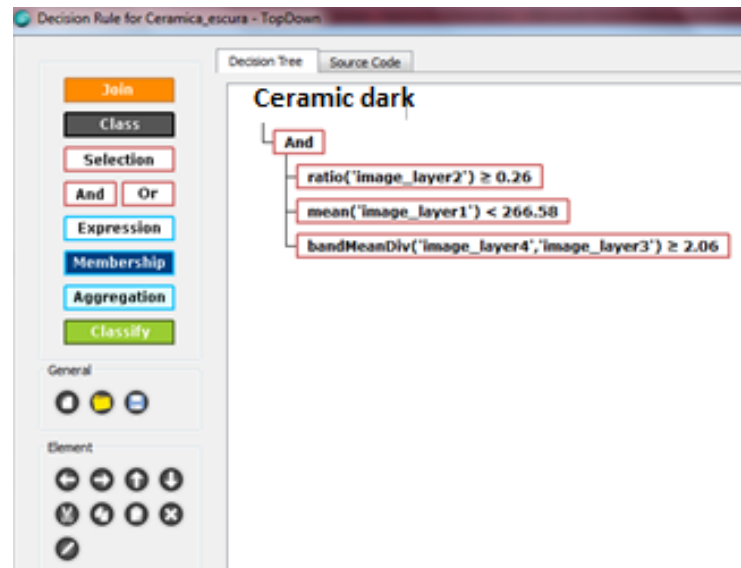 Decision Rule for Ceramica_escura - TopDown
Decision Tree
Source Code
Join
Class
Selection
And
Or
Expression
Membership
Aggregation
Classify
General
Element
Ceramic dark
And
ratio('image_layer2') ≥ 0.26
mean('image_layer1') < 266.58
bandMeanDiv('image_layer4','image_layer3') ≥ 2.06